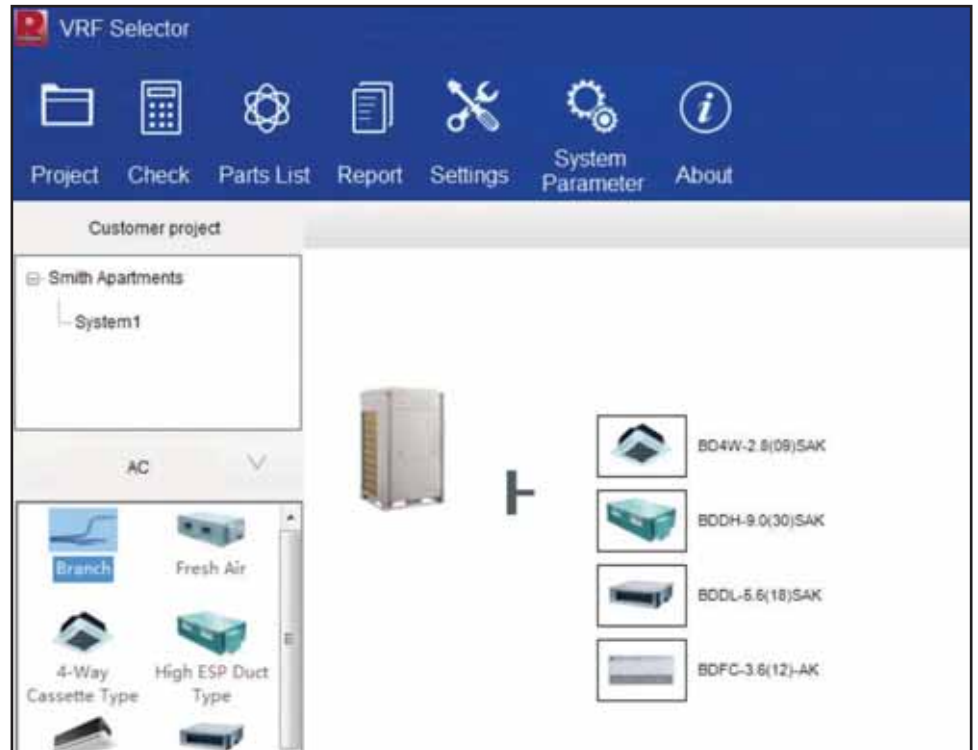 VRF Selector
Project
Check
Parts List
Report
Settings
System
Parameter
About
Customer project
Smith Apartments
System1
AC
Branch
Fresh Air
4-Way
Cassette Type
High ESP Duct
Type
BD4W-2.8(09)SAK
BDDH-9.0(30)SAK
BDDL-5.6(18)SAK
BDFC-3.6(12)-AK